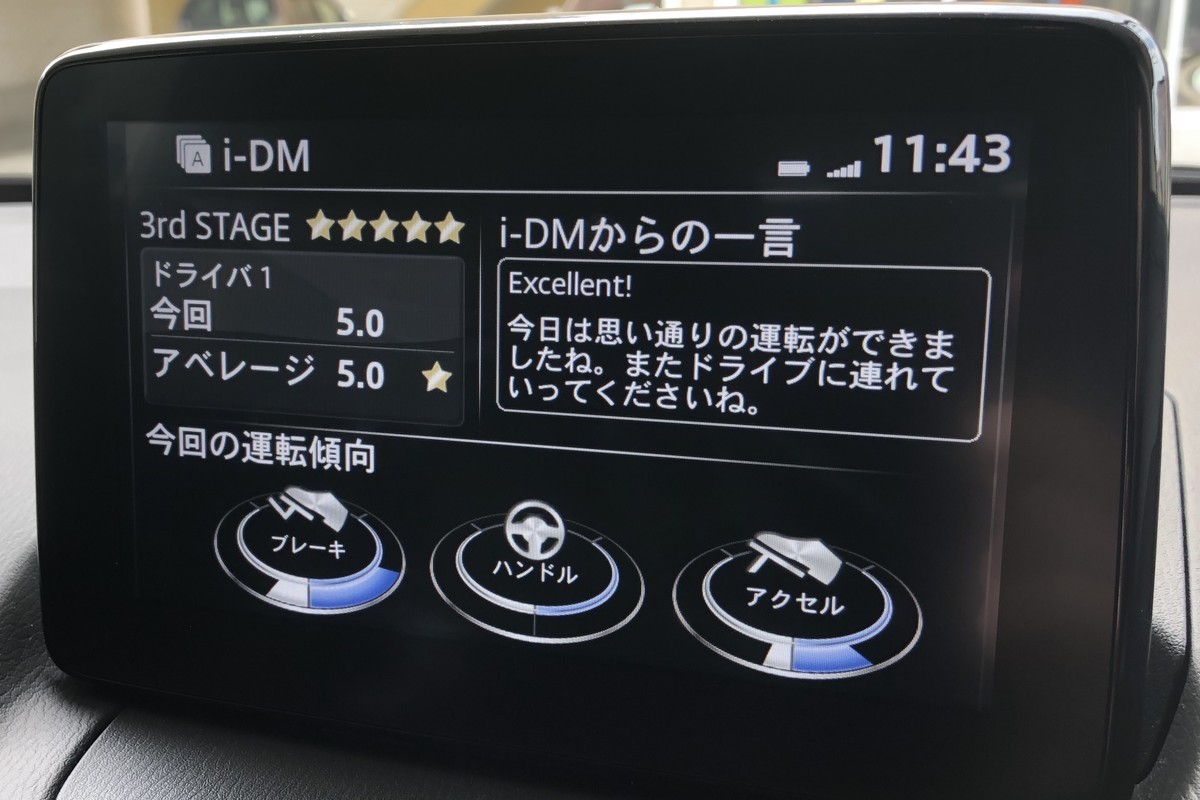 A i-DM
11:43
3rd STAGE
ドライバ 1
今回 5.0
アベレージ 5.0
i-DMからの一言
Excellent!
今日は思い通りの運転ができま
したね。またドライブに連れて
いってくださいね。
今回の運転傾向
ブレーキ
ハンドル
アクセル